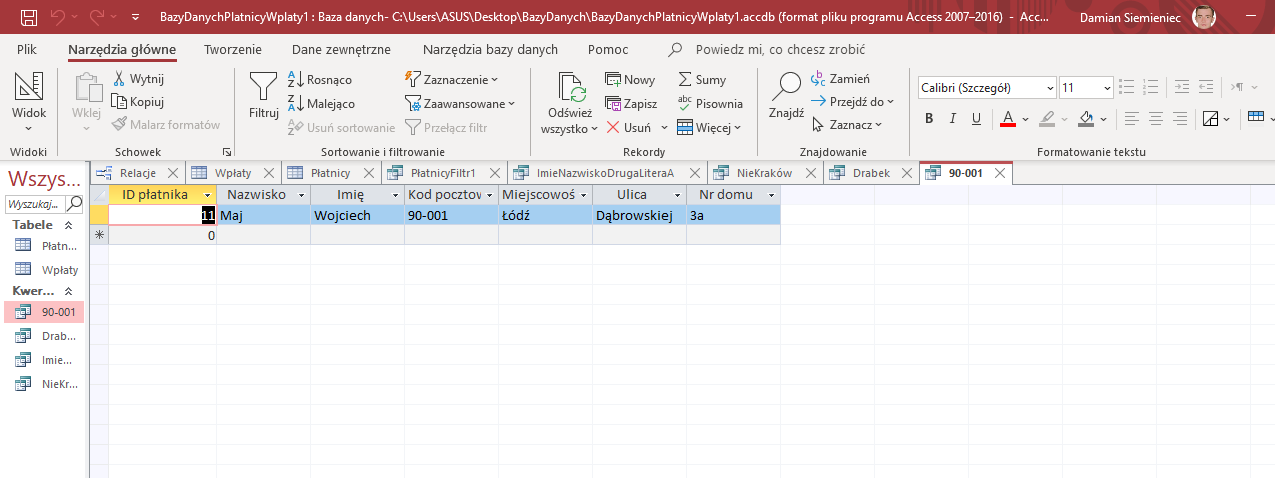 BazyDanychPlatnicyWplaty1 : Baza danych- C:\Users\ASUS\Desktop\BazyDanych\BazyDanychPlatnicyWplaty1.accdb (format pliku programu Access 2007–2016) - Acc... Damian Siemieniec
Plik Narzędzia główne Tworzenie Dane zewnętrzne Narzędzia bazy danych Pomoc Powiedz mi, co chcesz zrobić
Wytnij Rosnąco Zaznaczenie Nowy Sumy Zamień Calibri (Szczegół) 11
Kopiuj Malejąco Zaawansowane Zapisz Pisownia Przejdź do
Widok Wklej Filtruj Odśwież wszystko Znajdź
Malarz formatów Usuń sortowanie Przełącz filtr Usuń Więcej Zaznacz B I U A
Widoki Schowek Sortowanie i filtrowanie Rekordy Znajdowanie Formatowanie tekstu
Wszys... Relacje Wpłaty Płatnicy PłatnicyFiltr1 ImieNazwiskoDrugaLiteraA NieKraków Drabek 90-001
Wyszukaj... ID płatnika Nazwisko Imię Kod pocztow Miejscowoś Ulica Nr domu
11 Maj Wojciech 90-001 Łódź Dąbrowskiej 3a
Tabele 0
Płatn...
Wpłaty
Kwer...
90-001
Drab...
Imie...
NieKr...